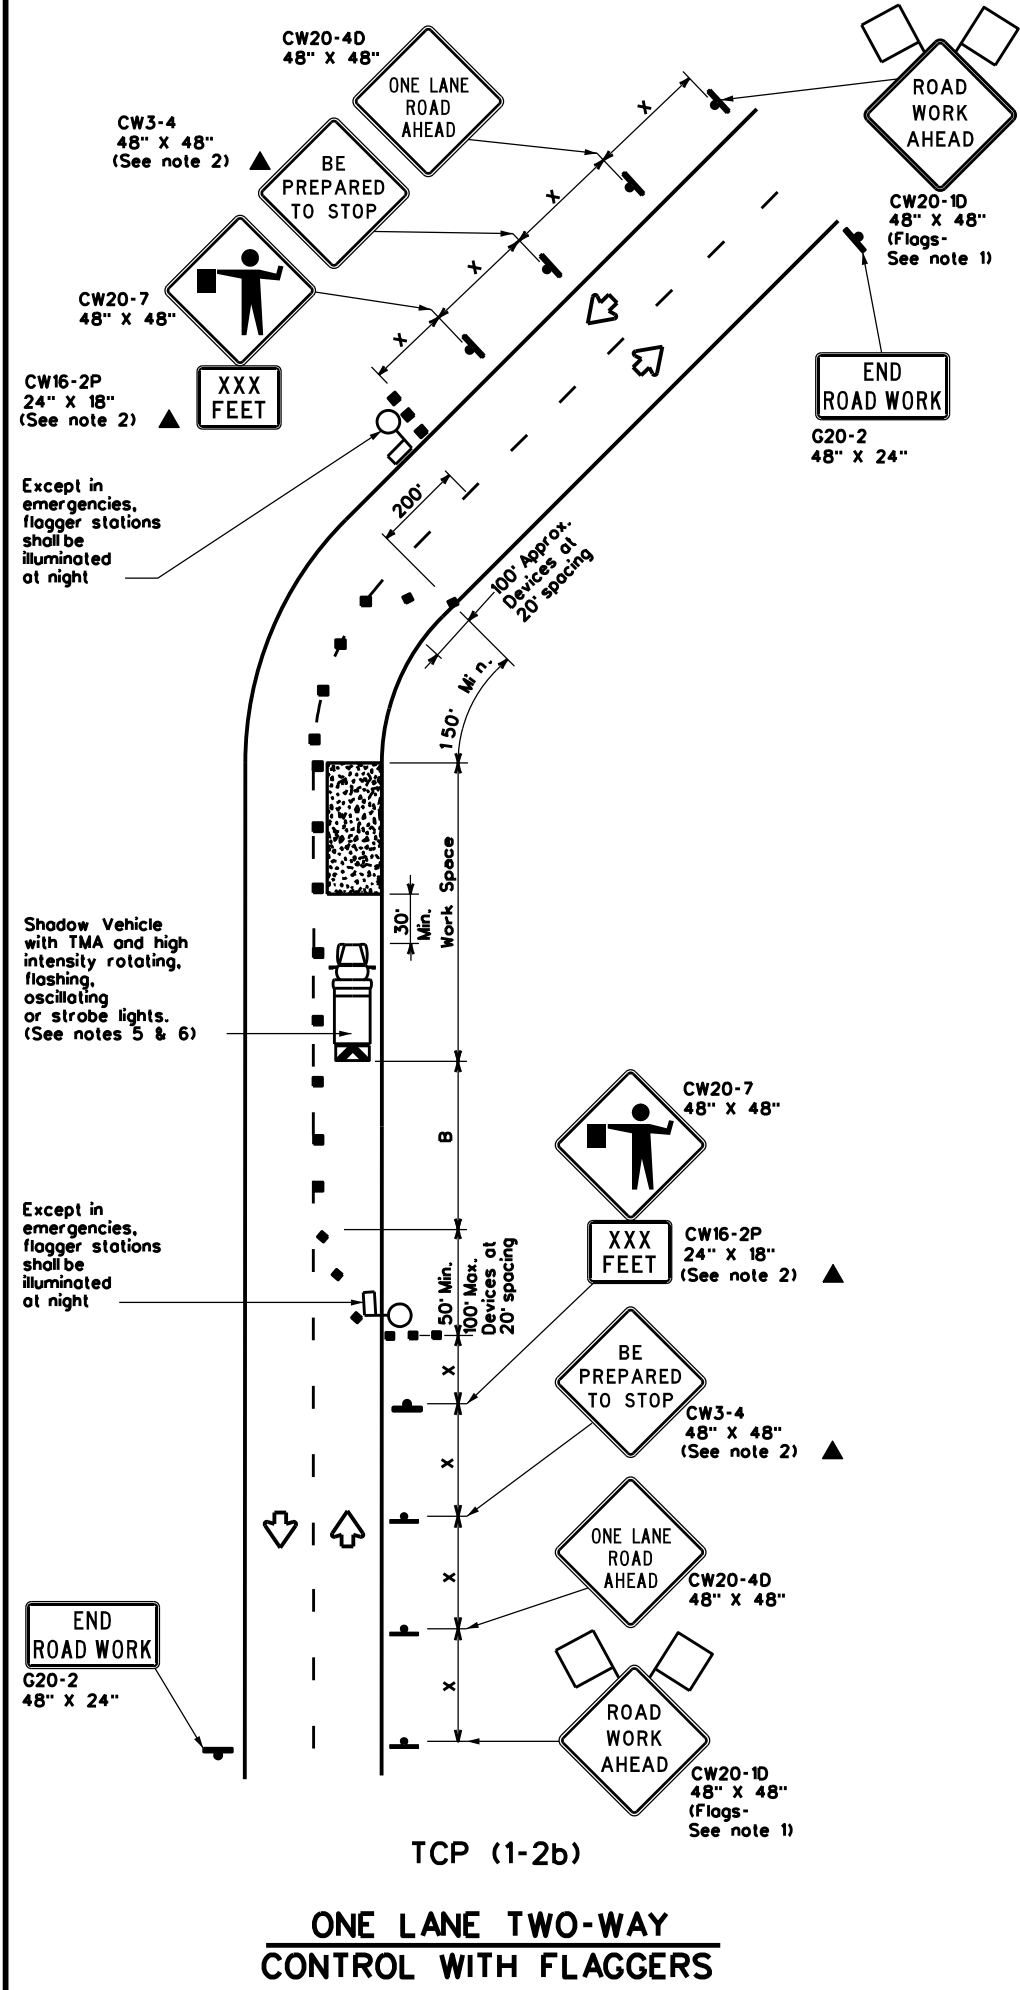 CW20-4D
48" X 48"
ONE LANE
ROAD
AHEAD
X
ROAD
WORK
AHEAD
CW20-1D
48" X 48"
(Flags-
See note 1)
CW3-4
48" X 48"
(See note 2)
BE
PREPARED
TO STOP
X
X
CW20-7
48" X 48"
X
CW16-2P
24" X 18"
(See note 2)
XXX
FEET
END
ROAD WORK
G20-2
48" X 24"
Except in
emergencies,
flagger stations
shall be
illuminated
at night
200'
100' Approx.
Devices at
20' spacing
150' Min.
Work Space
30'
Min.
Shadow Vehicle
with TMA and high
intensity rotating,
flashing,
oscillating
or strobe lights.
(See notes 5 & 6)
B
CW20-7
48" X 48"
XXX
FEET
CW16-2P
24" X 18"
(See note 2)
Except in
emergencies,
flagger stations
shall be
illuminated
at night
50' Min.
100' Max.
Devices at
20' spacing
X
BE
PREPARED
TO STOP
CW3-4
48" X 48"
(See note 2)
X
ONE LANE
ROAD
AHEAD
CW20-4D
48" X 48"
X
END
ROAD WORK
G20-2
48" X 24"
X
ROAD
WORK
AHEAD
CW20-1D
48" X 48"
(Flags-
See note 1)
TCP (1-2b)
ONE LANE TWO-WAY
CONTROL WITH FLAGGERS